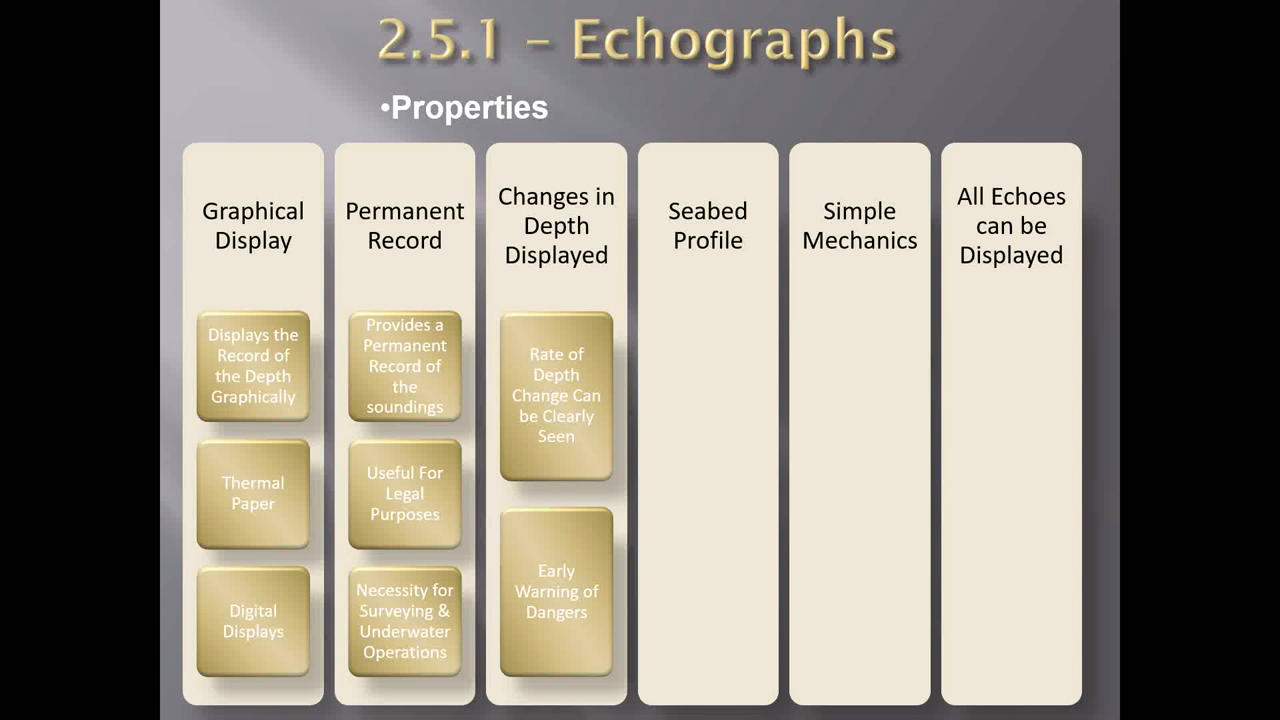 2.5.1 – Echographs
•Properties
Graphical
Display
Displays the
Record of
the Depth
Graphically
Thermal
Paper
Digital
Displays
Permanent
Record
Provides a
Permanent
Record of
the
soundings
Useful For
Legal
Purposes
Necessity for
Surveying &
Underwater
Operations
Changes in
Depth
Displayed
Rate of
Depth
Change Can
be Clearly
Seen
Early
Warning of
Dangers
Seabed
Profile
Simple
Mechanics
All Echoes
can be
Displayed